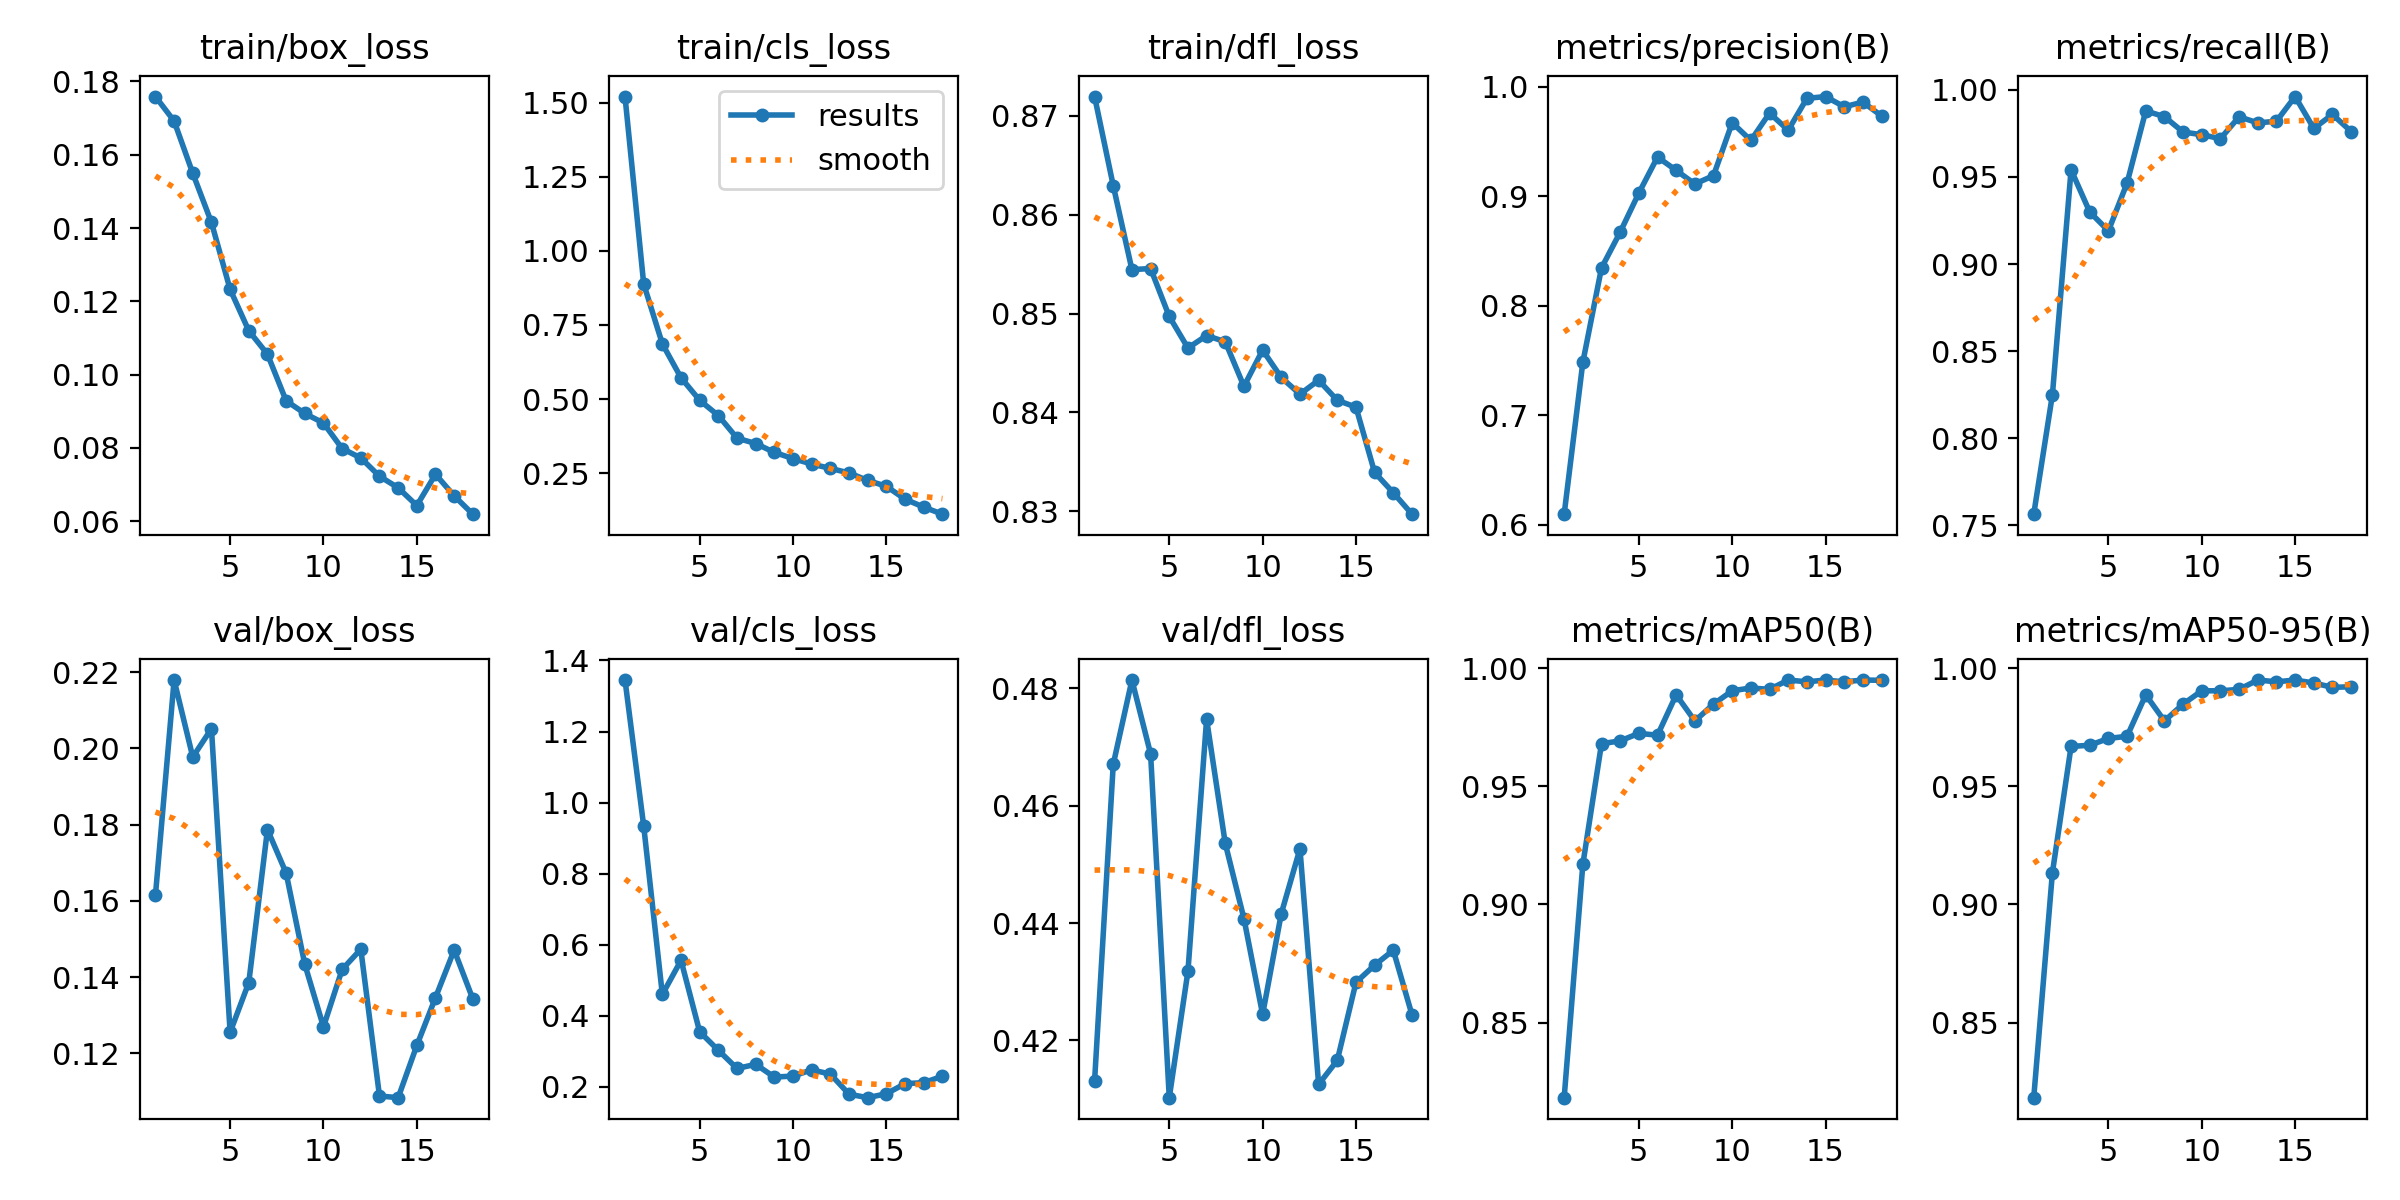 train/box_loss
0.18
0.16
0.14
0.12
0.10
0.08
0.06
5 10 15
train/cls_loss
results
smooth
1.50
1.25
1.00
0.75
0.50
0.25
5 10 15
train/dfl_loss
0.87
0.86
0.85
0.84
0.83
5 10 15
metrics/precision(B)
1.0
0.9
0.8
0.7
0.6
5 10 15
metrics/recall(B)
1.00
0.95
0.90
0.85
0.80
0.75
5 10 15
val/box_loss
0.22
0.20
0.18
0.16
0.14
0.12
5 10 15
val/cls_loss
1.4
1.2
1.0
0.8
0.6
0.4
0.2
5 10 15
val/dfl_loss
0.48
0.46
0.44
0.42
5 10 15
metrics/mAP50(B)
1.00
0.95
0.90
0.85
5 10 15
metrics/mAP50-95(B)
1.00
0.95
0.90
0.85
5 10 15